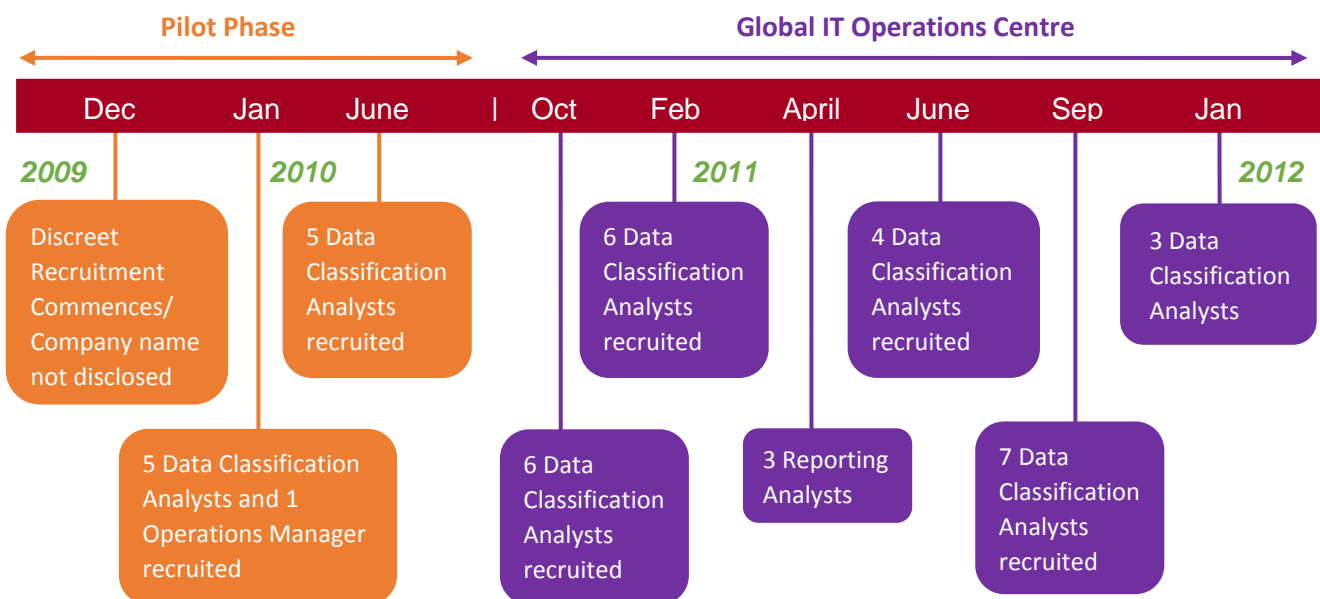 Pilot Phase
Global IT Operations Centre
Dec Jan June | Oct Feb April June Sep Jan
2009 2010 2011 2012
Discreet
Recruitment
Commences/
Company name
not disclosed
5 Data
Classification
Analysts
recruited
6 Data
Classification
Analysts
recruited
4 Data
Classification
Analysts
recruited
3 Data
Classification
Analysts
5 Data Classification
Analysts and 1
Operations Manager
recruited
6 Data
Classification
Analysts
recruited
3 Reporting
Analysts
7 Data
Classification
Analysts
recruited